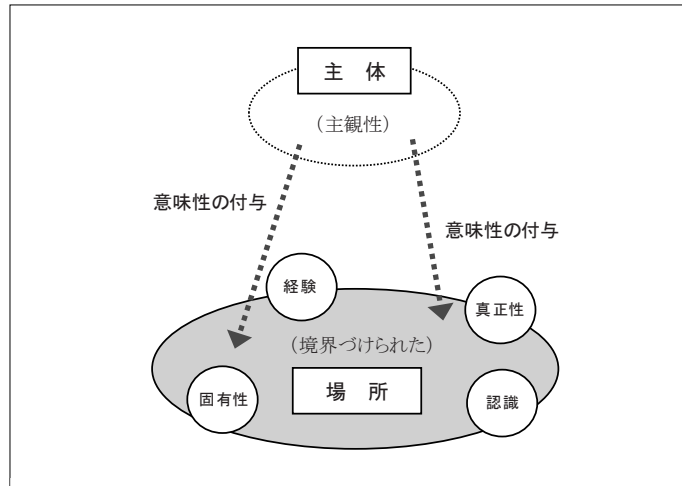 主　体
（主観性）
意味性の付与
意味性の付与
経験
真正性
（境界づけられた）
場　所
固有性
認識